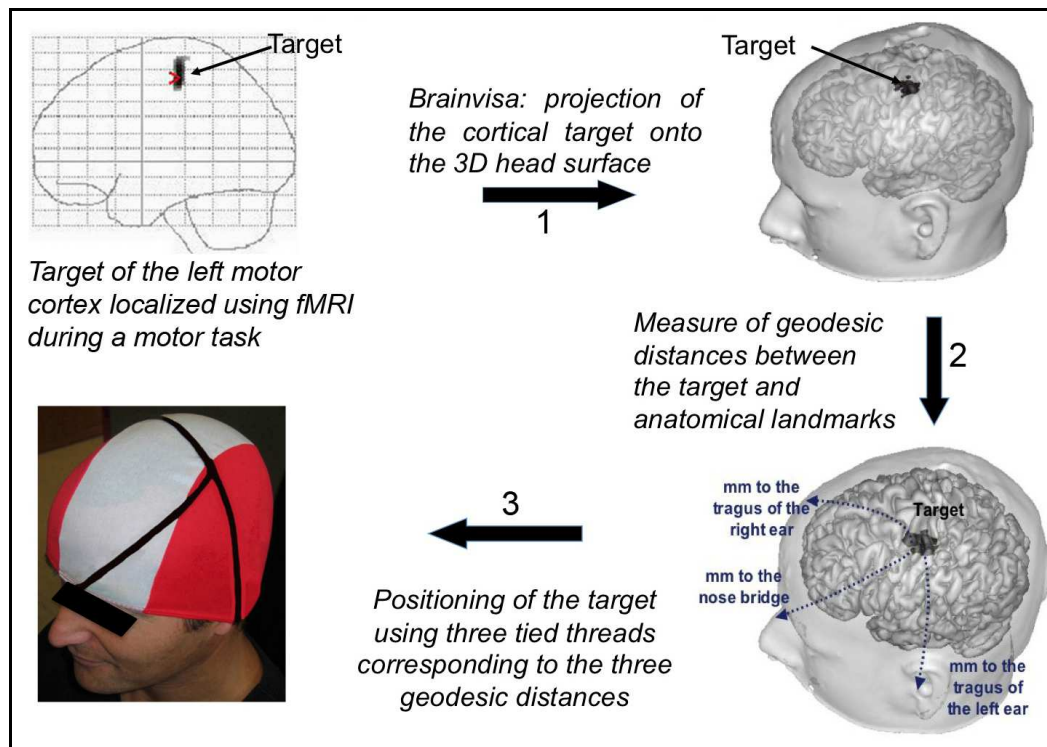 Target
Target of the left motor
cortex localized using fMRI
during a motor task
Brainvisa: projection of
the cortical target onto
the 3D head surface
1
Target
Measure of geodesic
distances between
the target and
anatomical landmarks
2
mm to the
tragus of the
right ear
Target
mm to the
nose bridge
mm to the
tragus of
the left ear
3
Positioning of the target
using three tied threads
corresponding to the three
geodesic distances